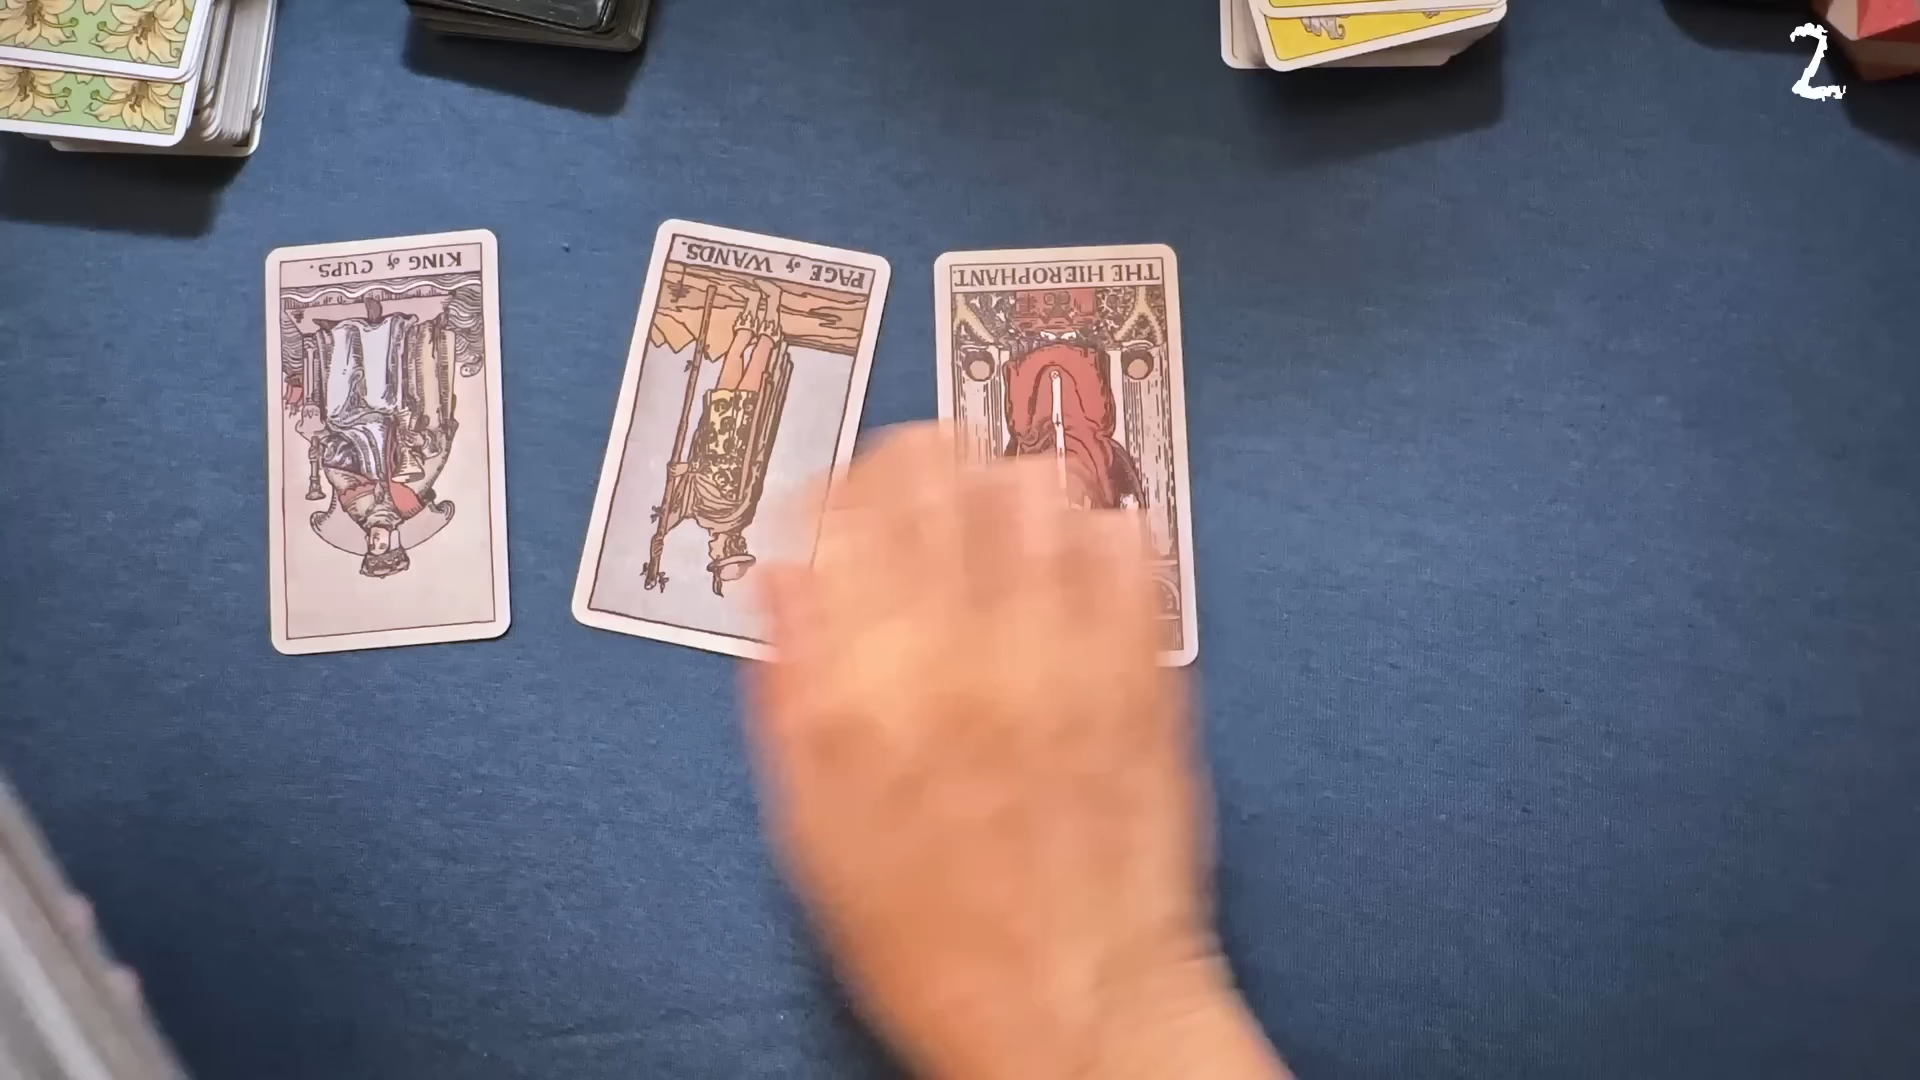 KING of CUPS.
PAGE of WANDS.
THE HIEROPHANT.
2